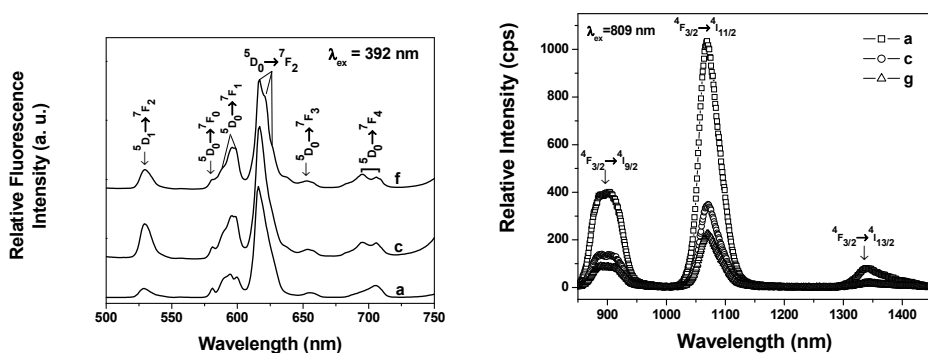 λex = 392 nm
⁵D₀→⁷F₂
⁵D₁→⁷F₂
⁵D₀→⁷F₀
⁵D₀→⁷F₁
⁵D₀→⁷F₃
⁵D₀→⁷F₄
f
c
a
Relative Fluorescence
Intensity (a. u.)
500 550 600 650 700 750
Wavelength (nm)
λex=809 nm
⁴F₃/₂→⁴I₁₁/₂
a
c
g
⁴F₃/₂→⁴I₉/₂
⁴F₃/₂→⁴I₁₃/₂
Relative Intensity (cps)
1000
800
600
400
200
0
900 1000 1100 1200 1300 1400
Wavelength (nm)